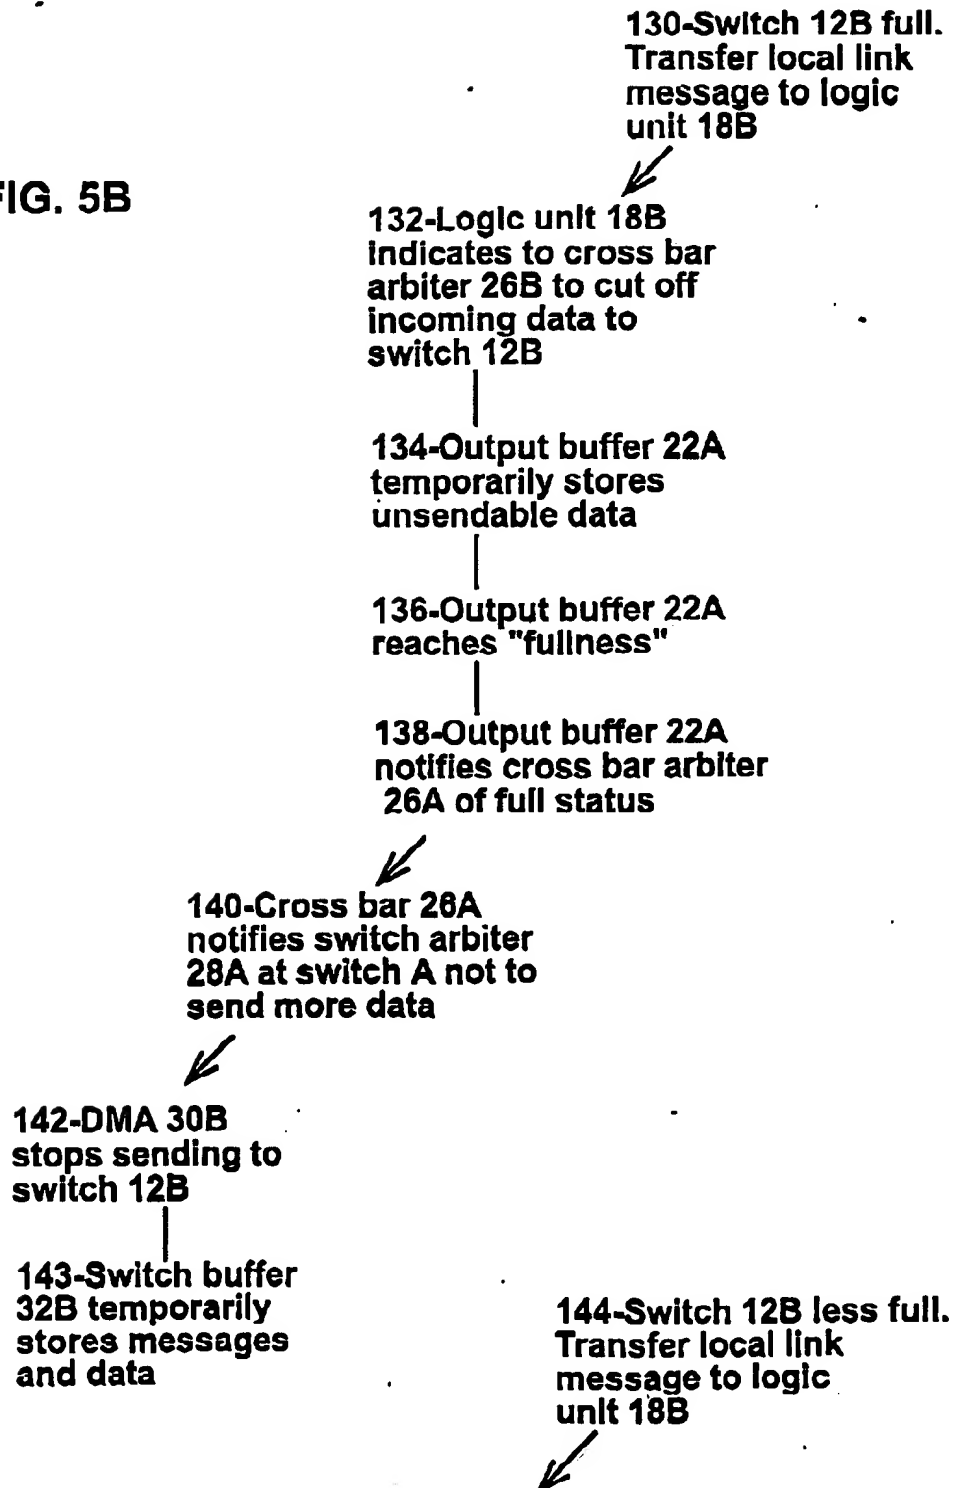 130-Switch 12B full.
Transfer local link
message to logic
unit 18B
FIG. 5B
132-Logic unit 18B
indicates to cross bar
arbiter 26B to cut off
incoming data to
switch 12B
134-Output buffer 22A
temporarily stores
unsendable data
136-Output buffer 22A
reaches "fullness"
138-Output buffer 22A
notifies cross bar arbiter
26A of full status
140-Cross bar 26A
notifies switch arbiter
28A at switch A not to
send more data
142-DMA 30B
stops sending to
switch 12B
143-Switch buffer
32B temporarily
stores messages
and data
144-Switch 12B less full.
Transfer local link
message to logic
unit 18B